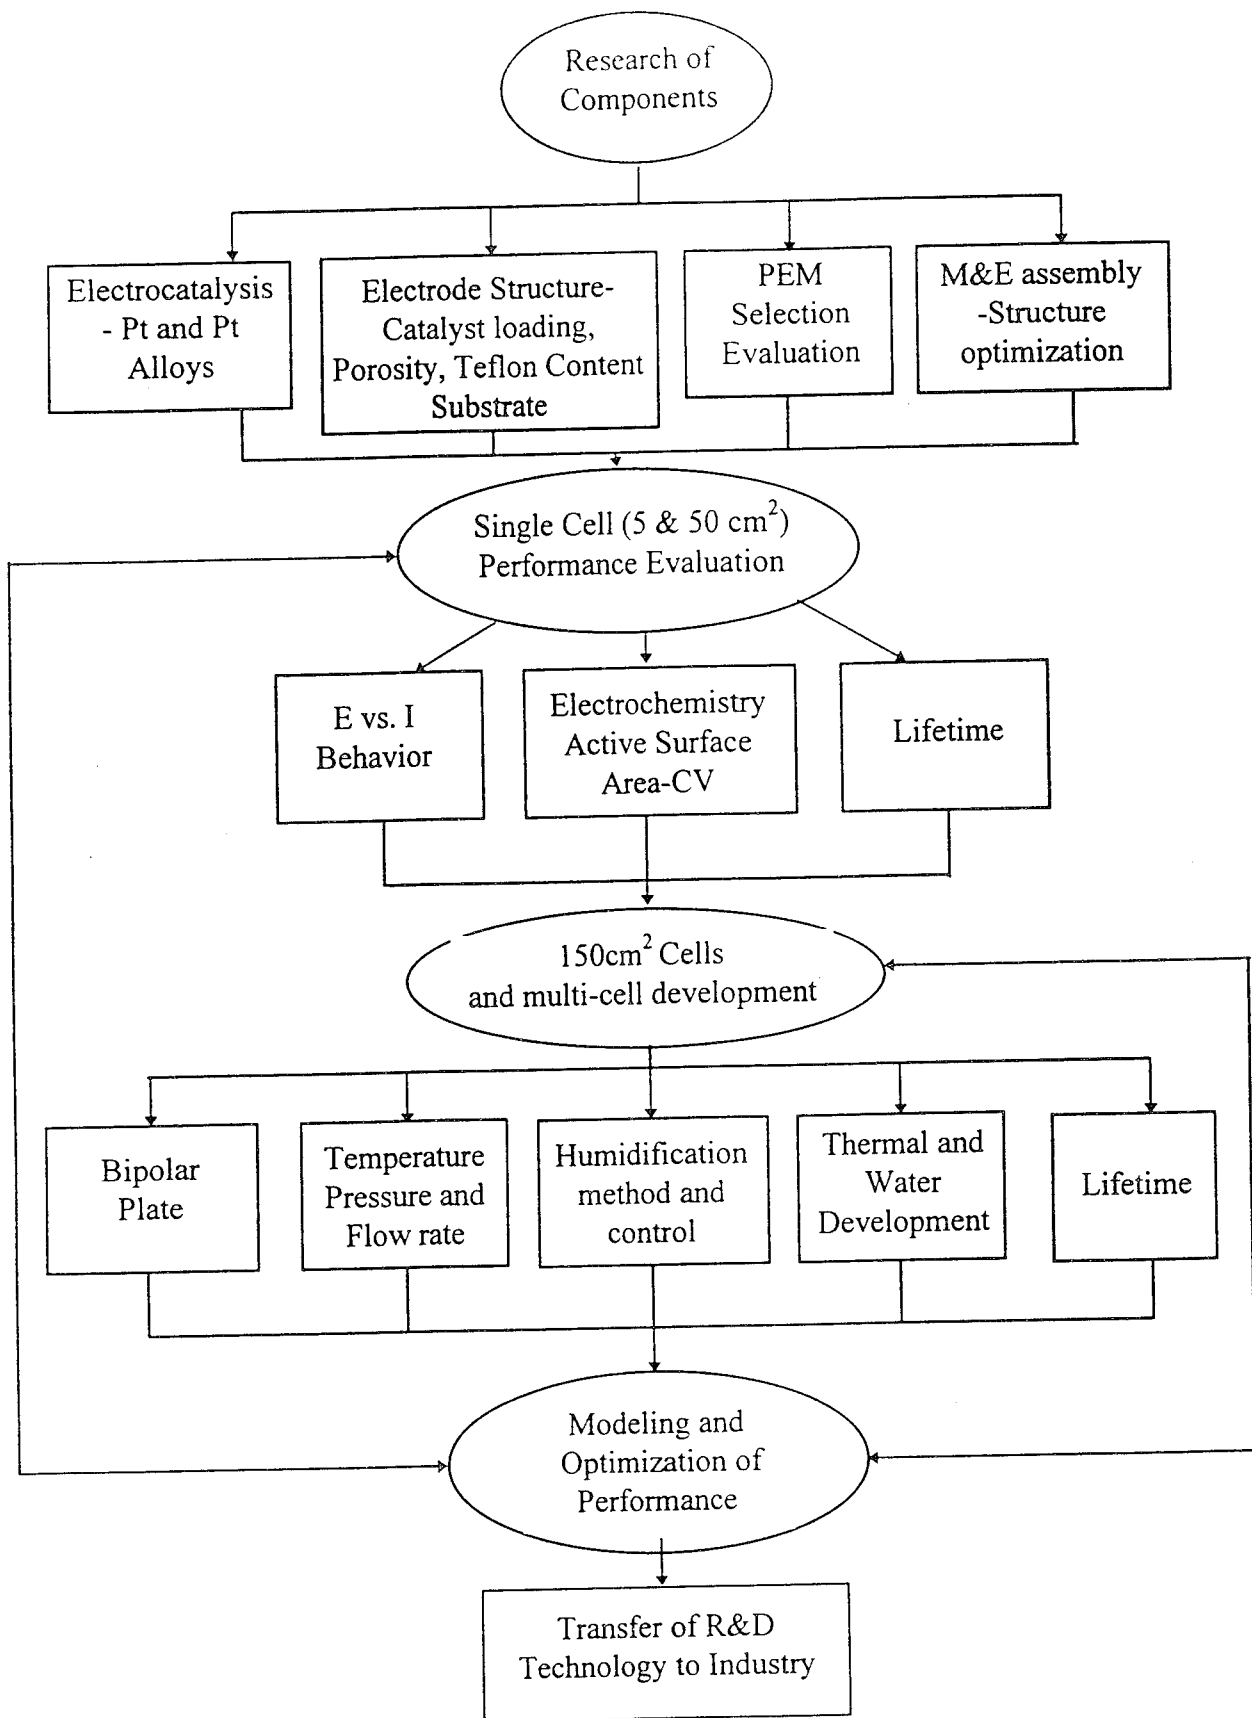 Research of
Components
Electrocatalysis
- Pt and Pt
Alloys
Electrode Structure-
Catalyst loading,
Porosity, Teflon Content
Substrate
PEM
Selection
Evaluation
M&E assembly
-Structure
optimization
Single Cell (5 & 50 cm²)
Performance Evaluation
E vs. I
Behavior
Electrochemistry
Active Surface
Area-CV
Lifetime
150cm² Cells
and multi-cell development
Bipolar
Plate
Temperature
Pressure and
Flow rate
Humidification
method and
control
Thermal and
Water
Development
Lifetime
Modeling and
Optimization of
Performance
Transfer of R&D
Technology to Industry